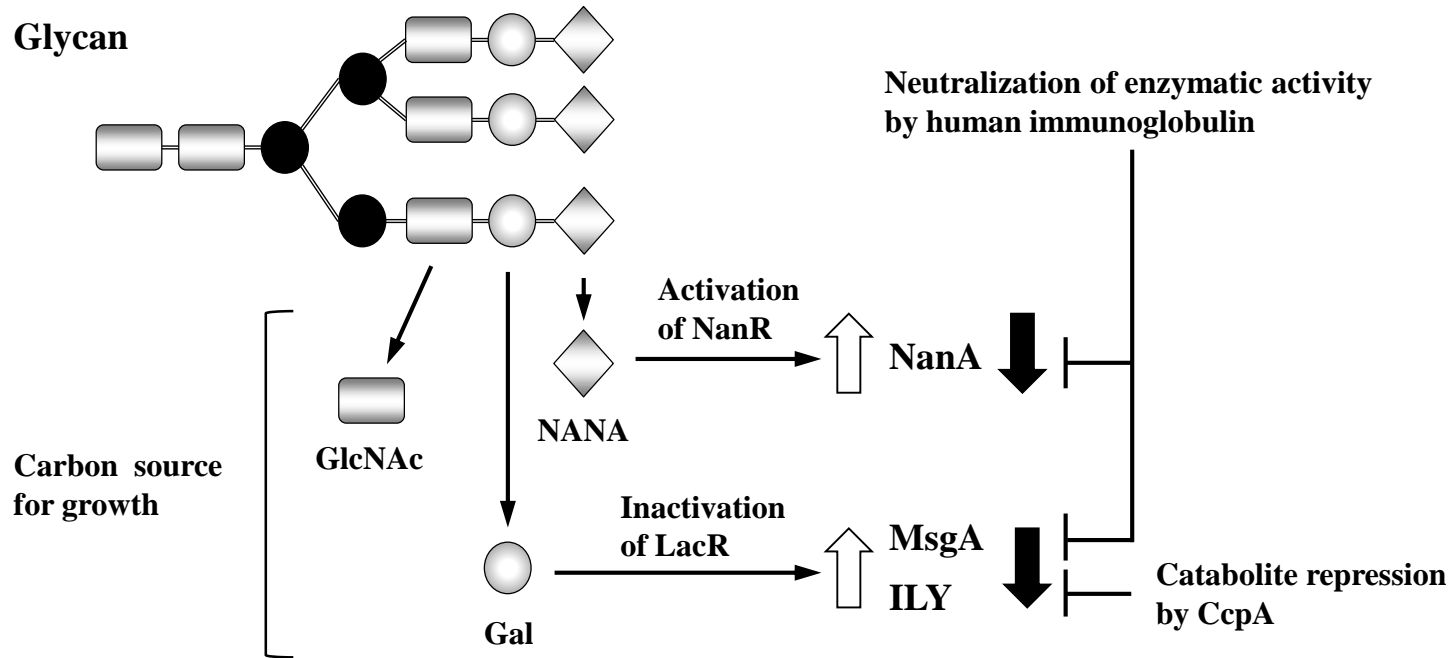 Glycan
Neutralization of enzymatic activity
by human immunoglobulin
Activation
of NanR
NanA
NANA
GlcNAc
Carbon source
for growth
Inactivation
of LacR
MsgA
ILY
Gal
Catabolite repression
by CcpA